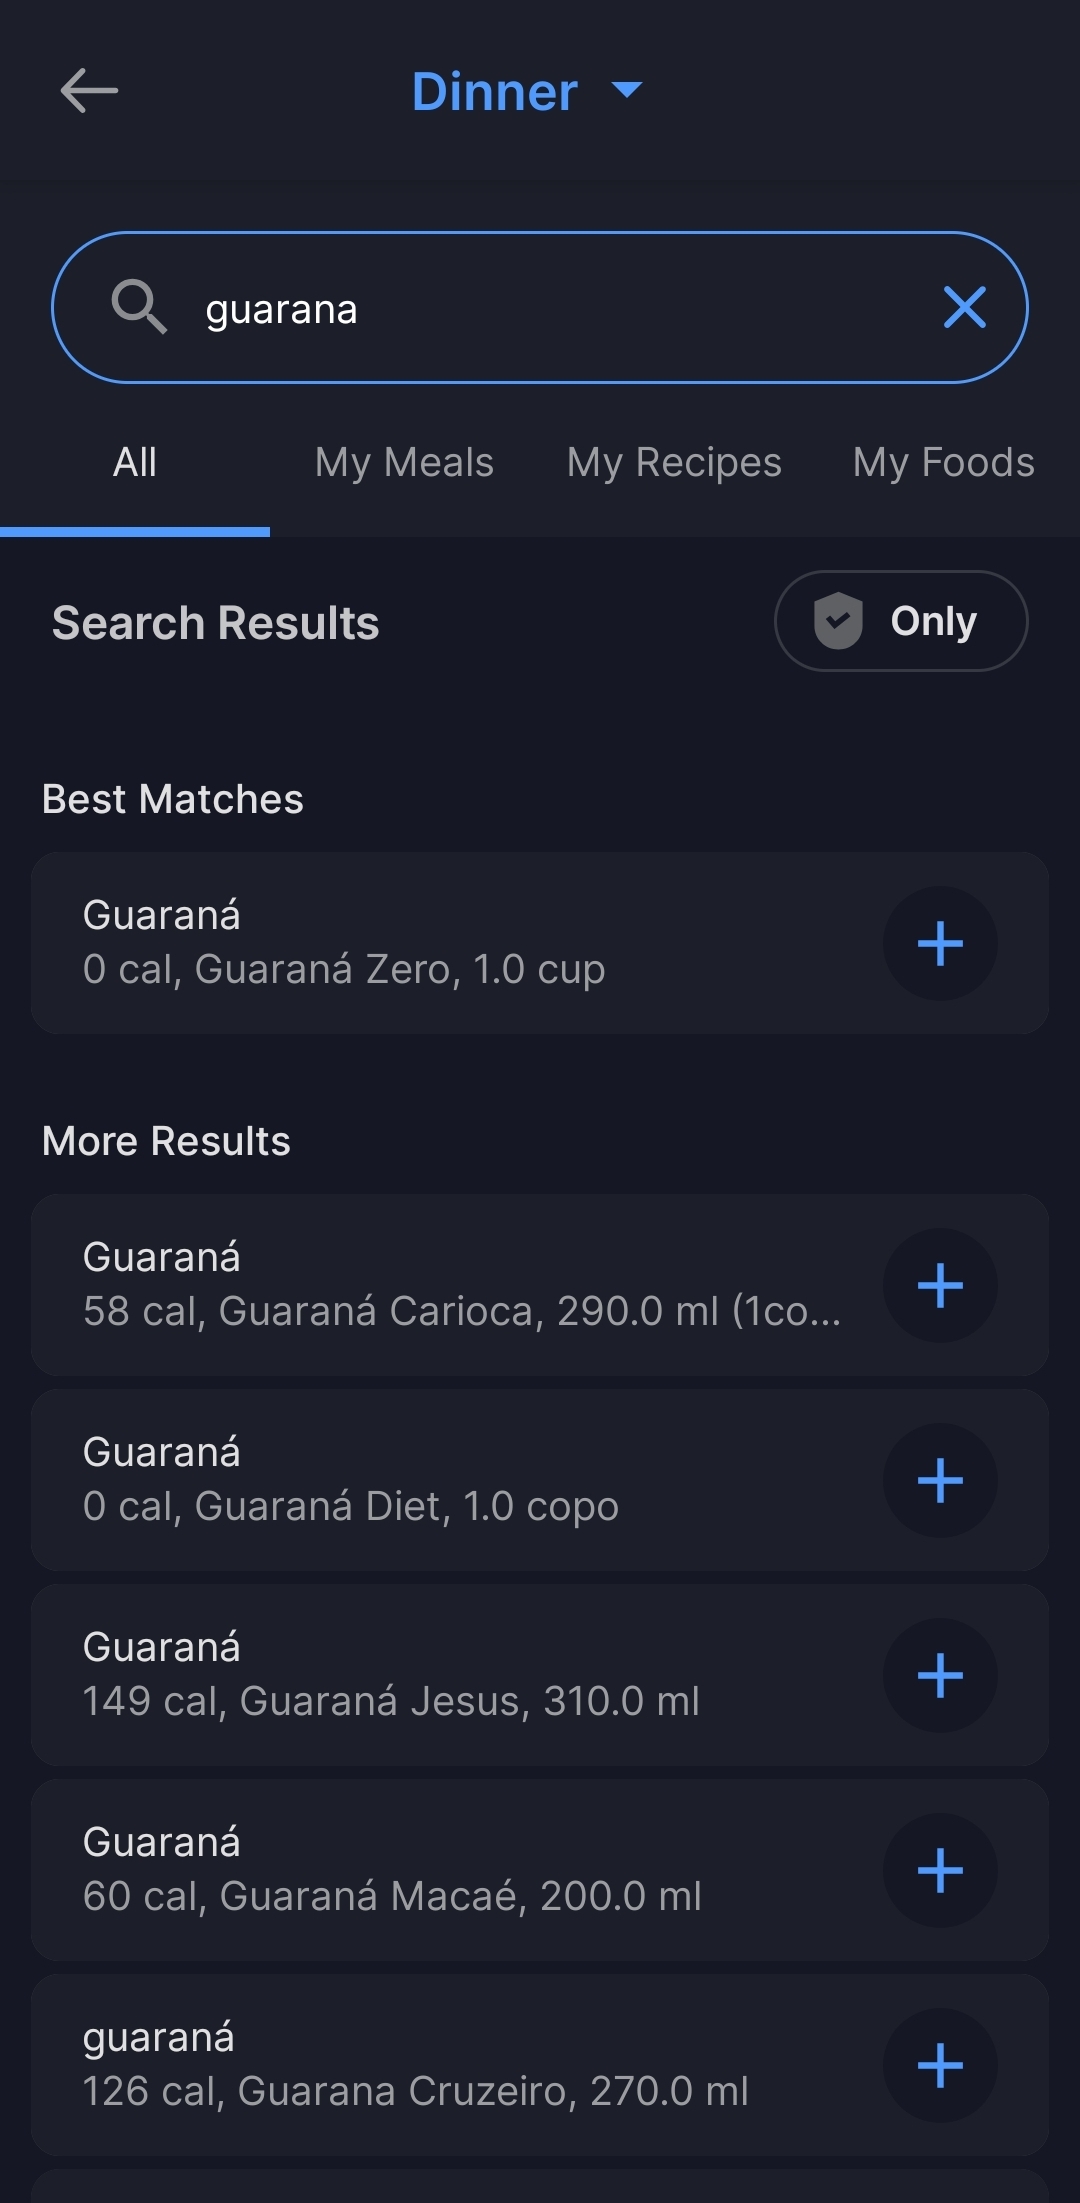 Dinner
guarana
All My Meals My Recipes My Foods
Search Results
Only
Best Matches
Guaraná
0 cal, Guaraná Zero, 1.0 cup
More Results
Guaraná
58 cal, Guaraná Carioca, 290.0 ml (1co...
Guaraná
0 cal, Guaraná Diet, 1.0 copo
Guaraná
149 cal, Guaraná Jesus, 310.0 ml
Guaraná
60 cal, Guaraná Macaé, 200.0 ml
guaraná
126 cal, Guarana Cruzeiro, 270.0 ml